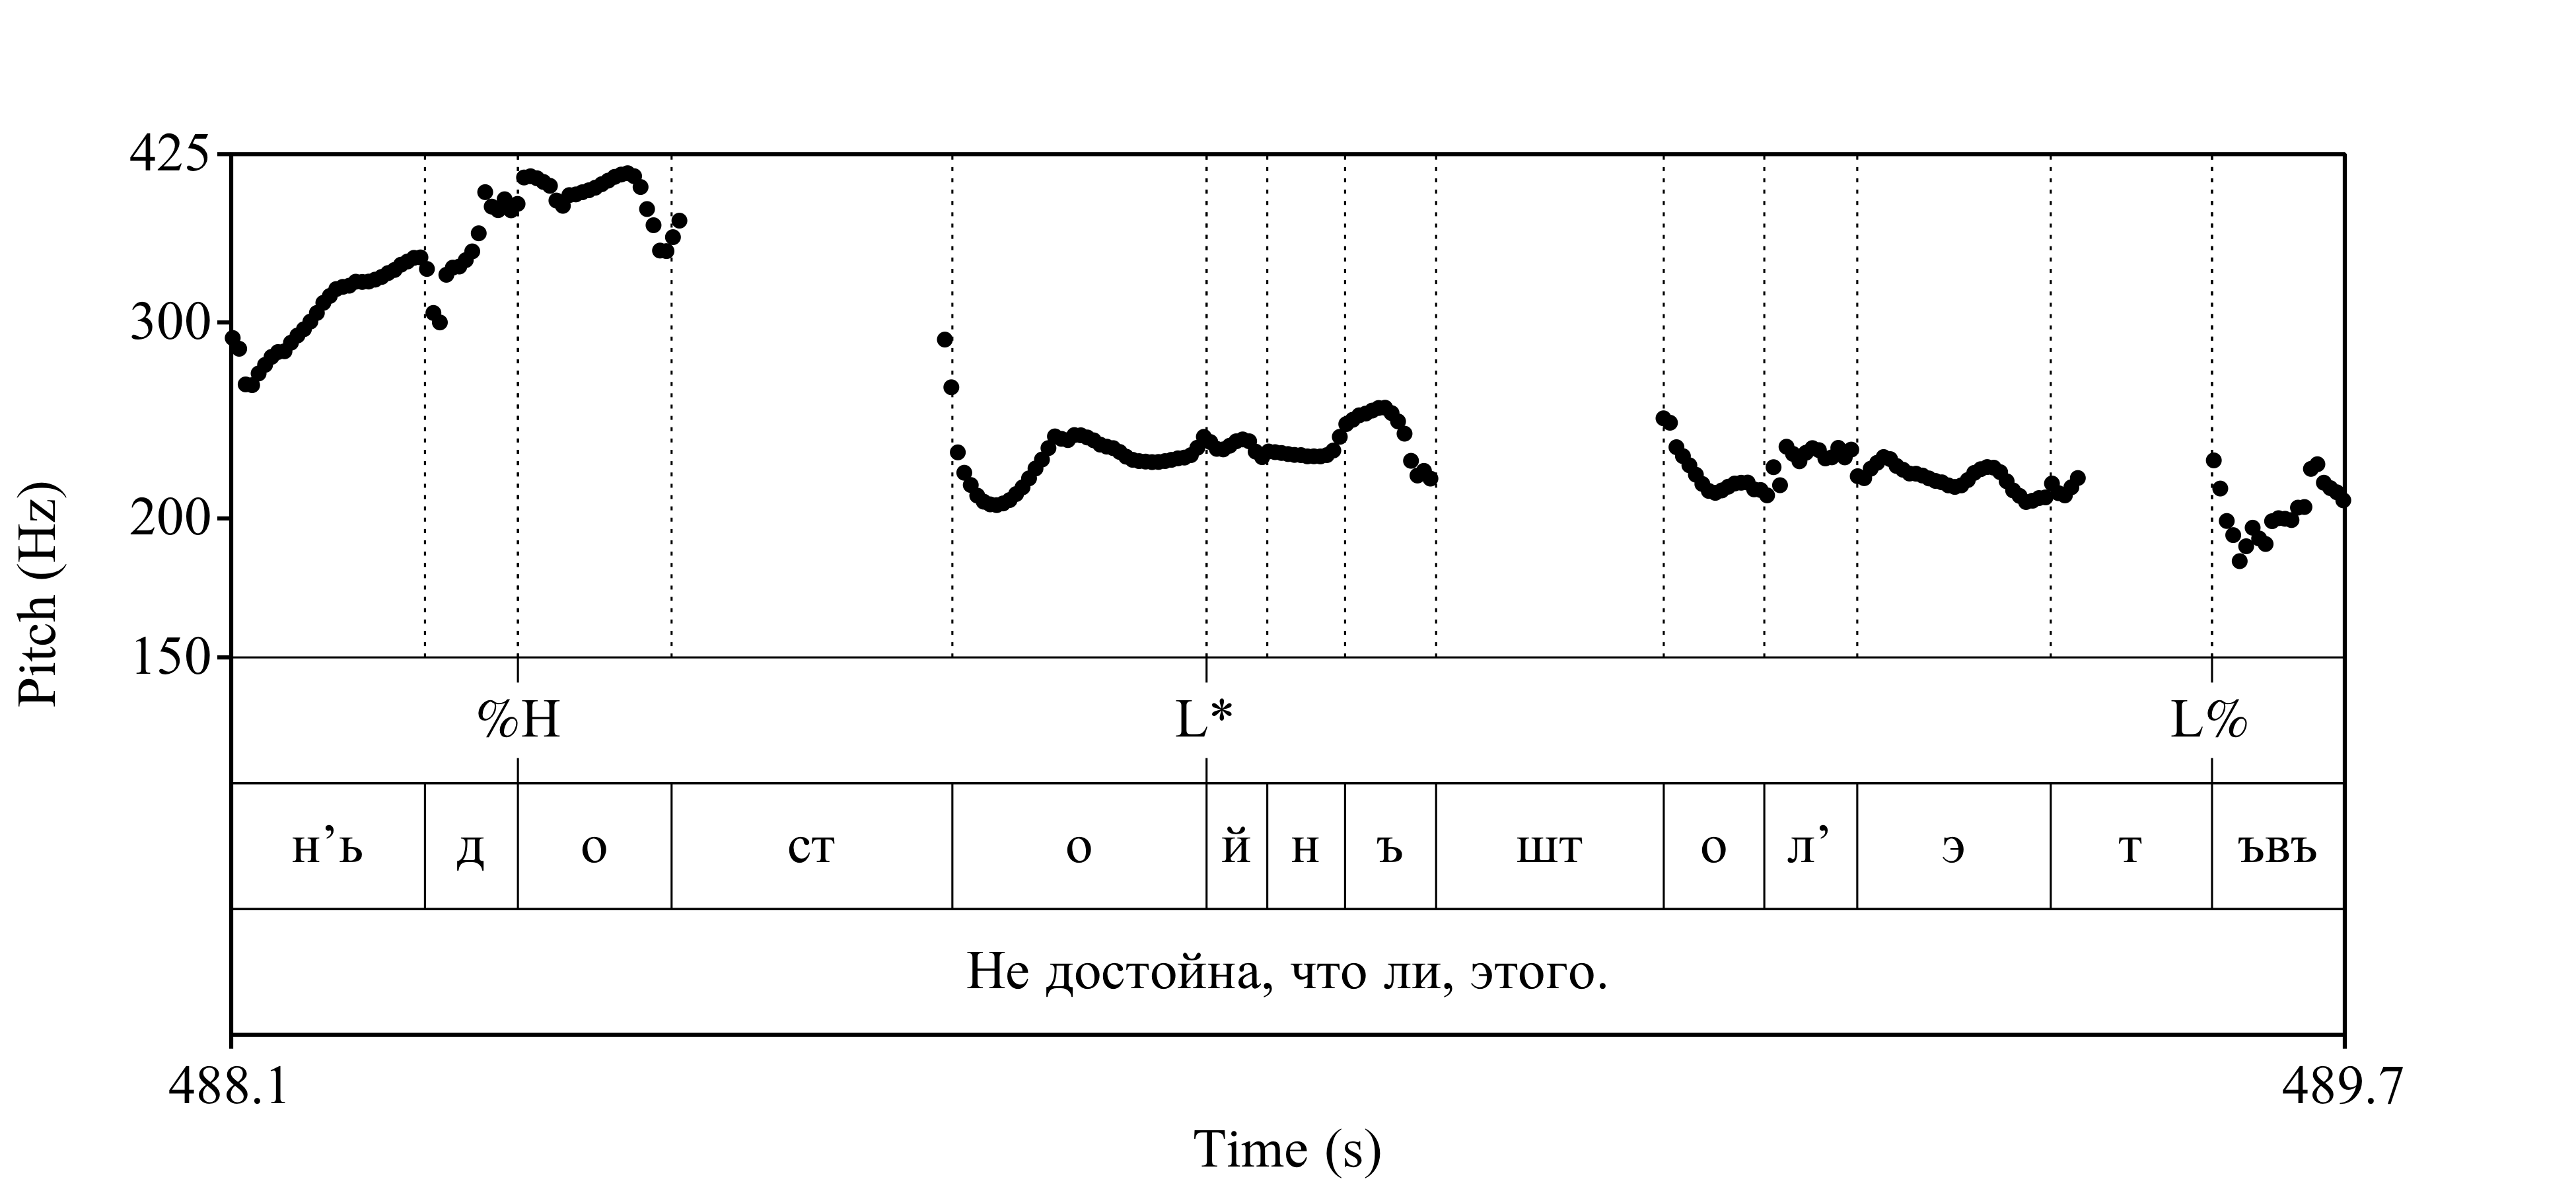 425
300
200
150
Pitch (Hz)
%H L* L%
н’ь д о ст о й н ъ шт о л’ э т ъвъ
Не достойна, что ли, этого.
488.1 489.7
Time (s)